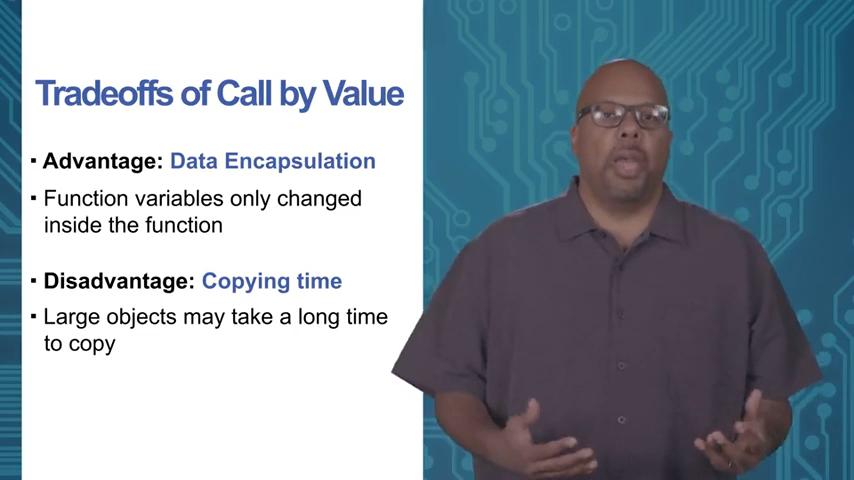 Tradeoffs of Call by Value
▪ Advantage: Data Encapsulation
▪ Function variables only changed
inside the function
▪ Disadvantage: Copying time
▪ Large objects may take a long time
to copy